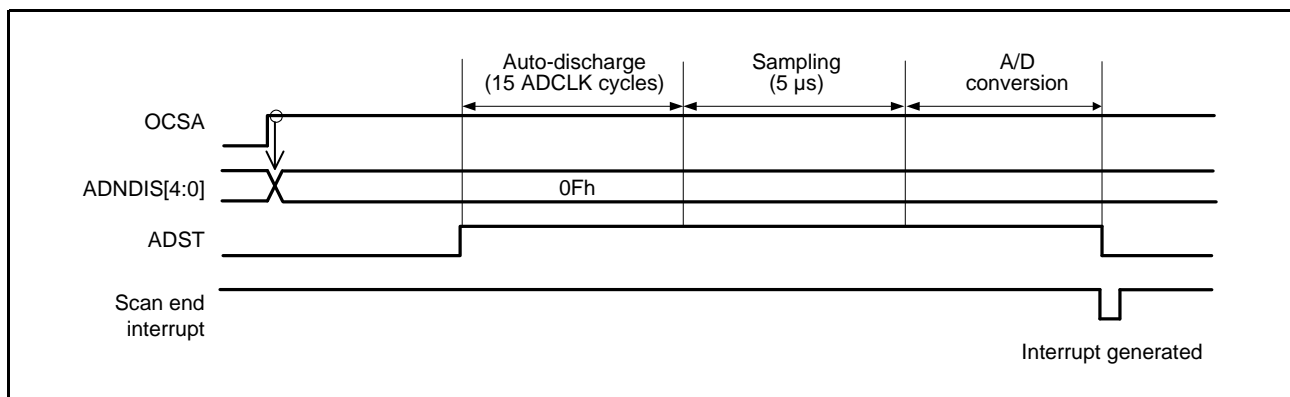 Auto-discharge
(15 ADCLK cycles)
Sampling
(5 µs)
A/D
conversion
OCSA
ADNDIS[4:0]
0Fh
ADST
Scan end
interrupt
Interrupt generated